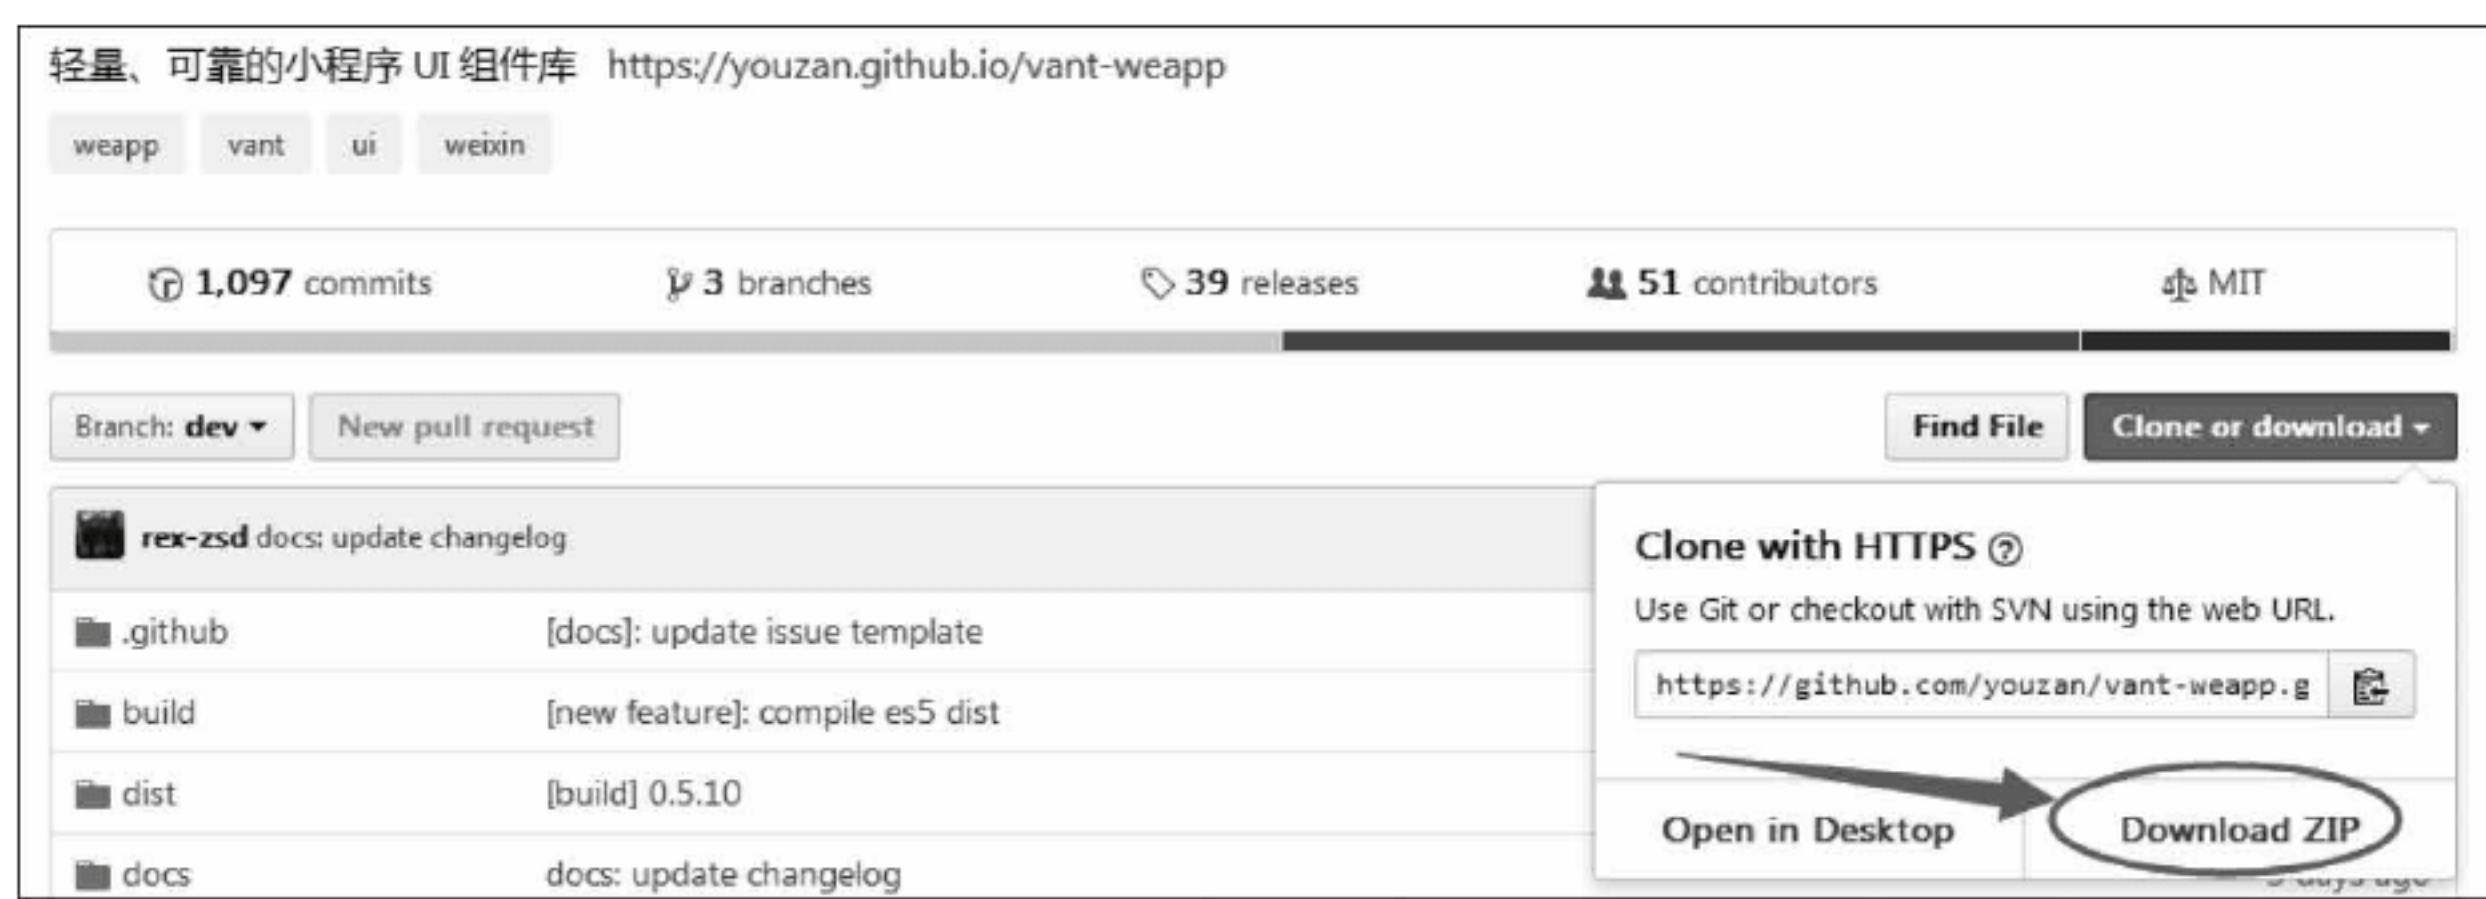 轻量、可靠的小程序 UI 组件库 https://youzan.github.io/vant-weapp
weapp vant ui weixin
1,097 commits 3 branches 39 releases 51 contributors MIT
Branch: dev New pull request Find File Clone or download
rex-zsd docs: update changelog
Clone with HTTPS
Use Git or checkout with SVN using the web URL.
https://github.com/youzan/vant-weapp.g
Open in Desktop Download ZIP
.github [docs]: update issue template
build [new feature]: compile es5 dist
dist [build] 0.5.10
docs docs: update changelog
days ago